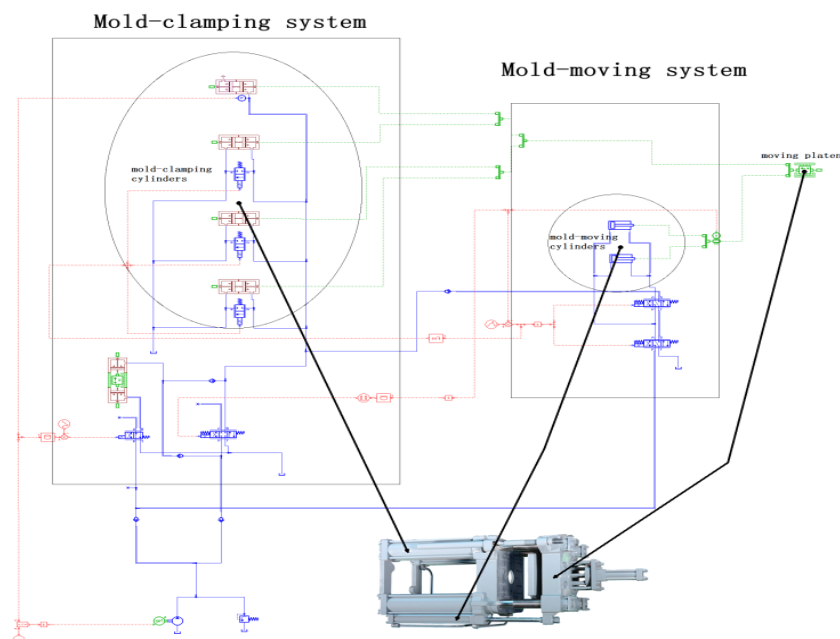 Mold-clamping system
Mold-moving system
moving platen
mold-clamping
cylinders
mold-moving
cylinders